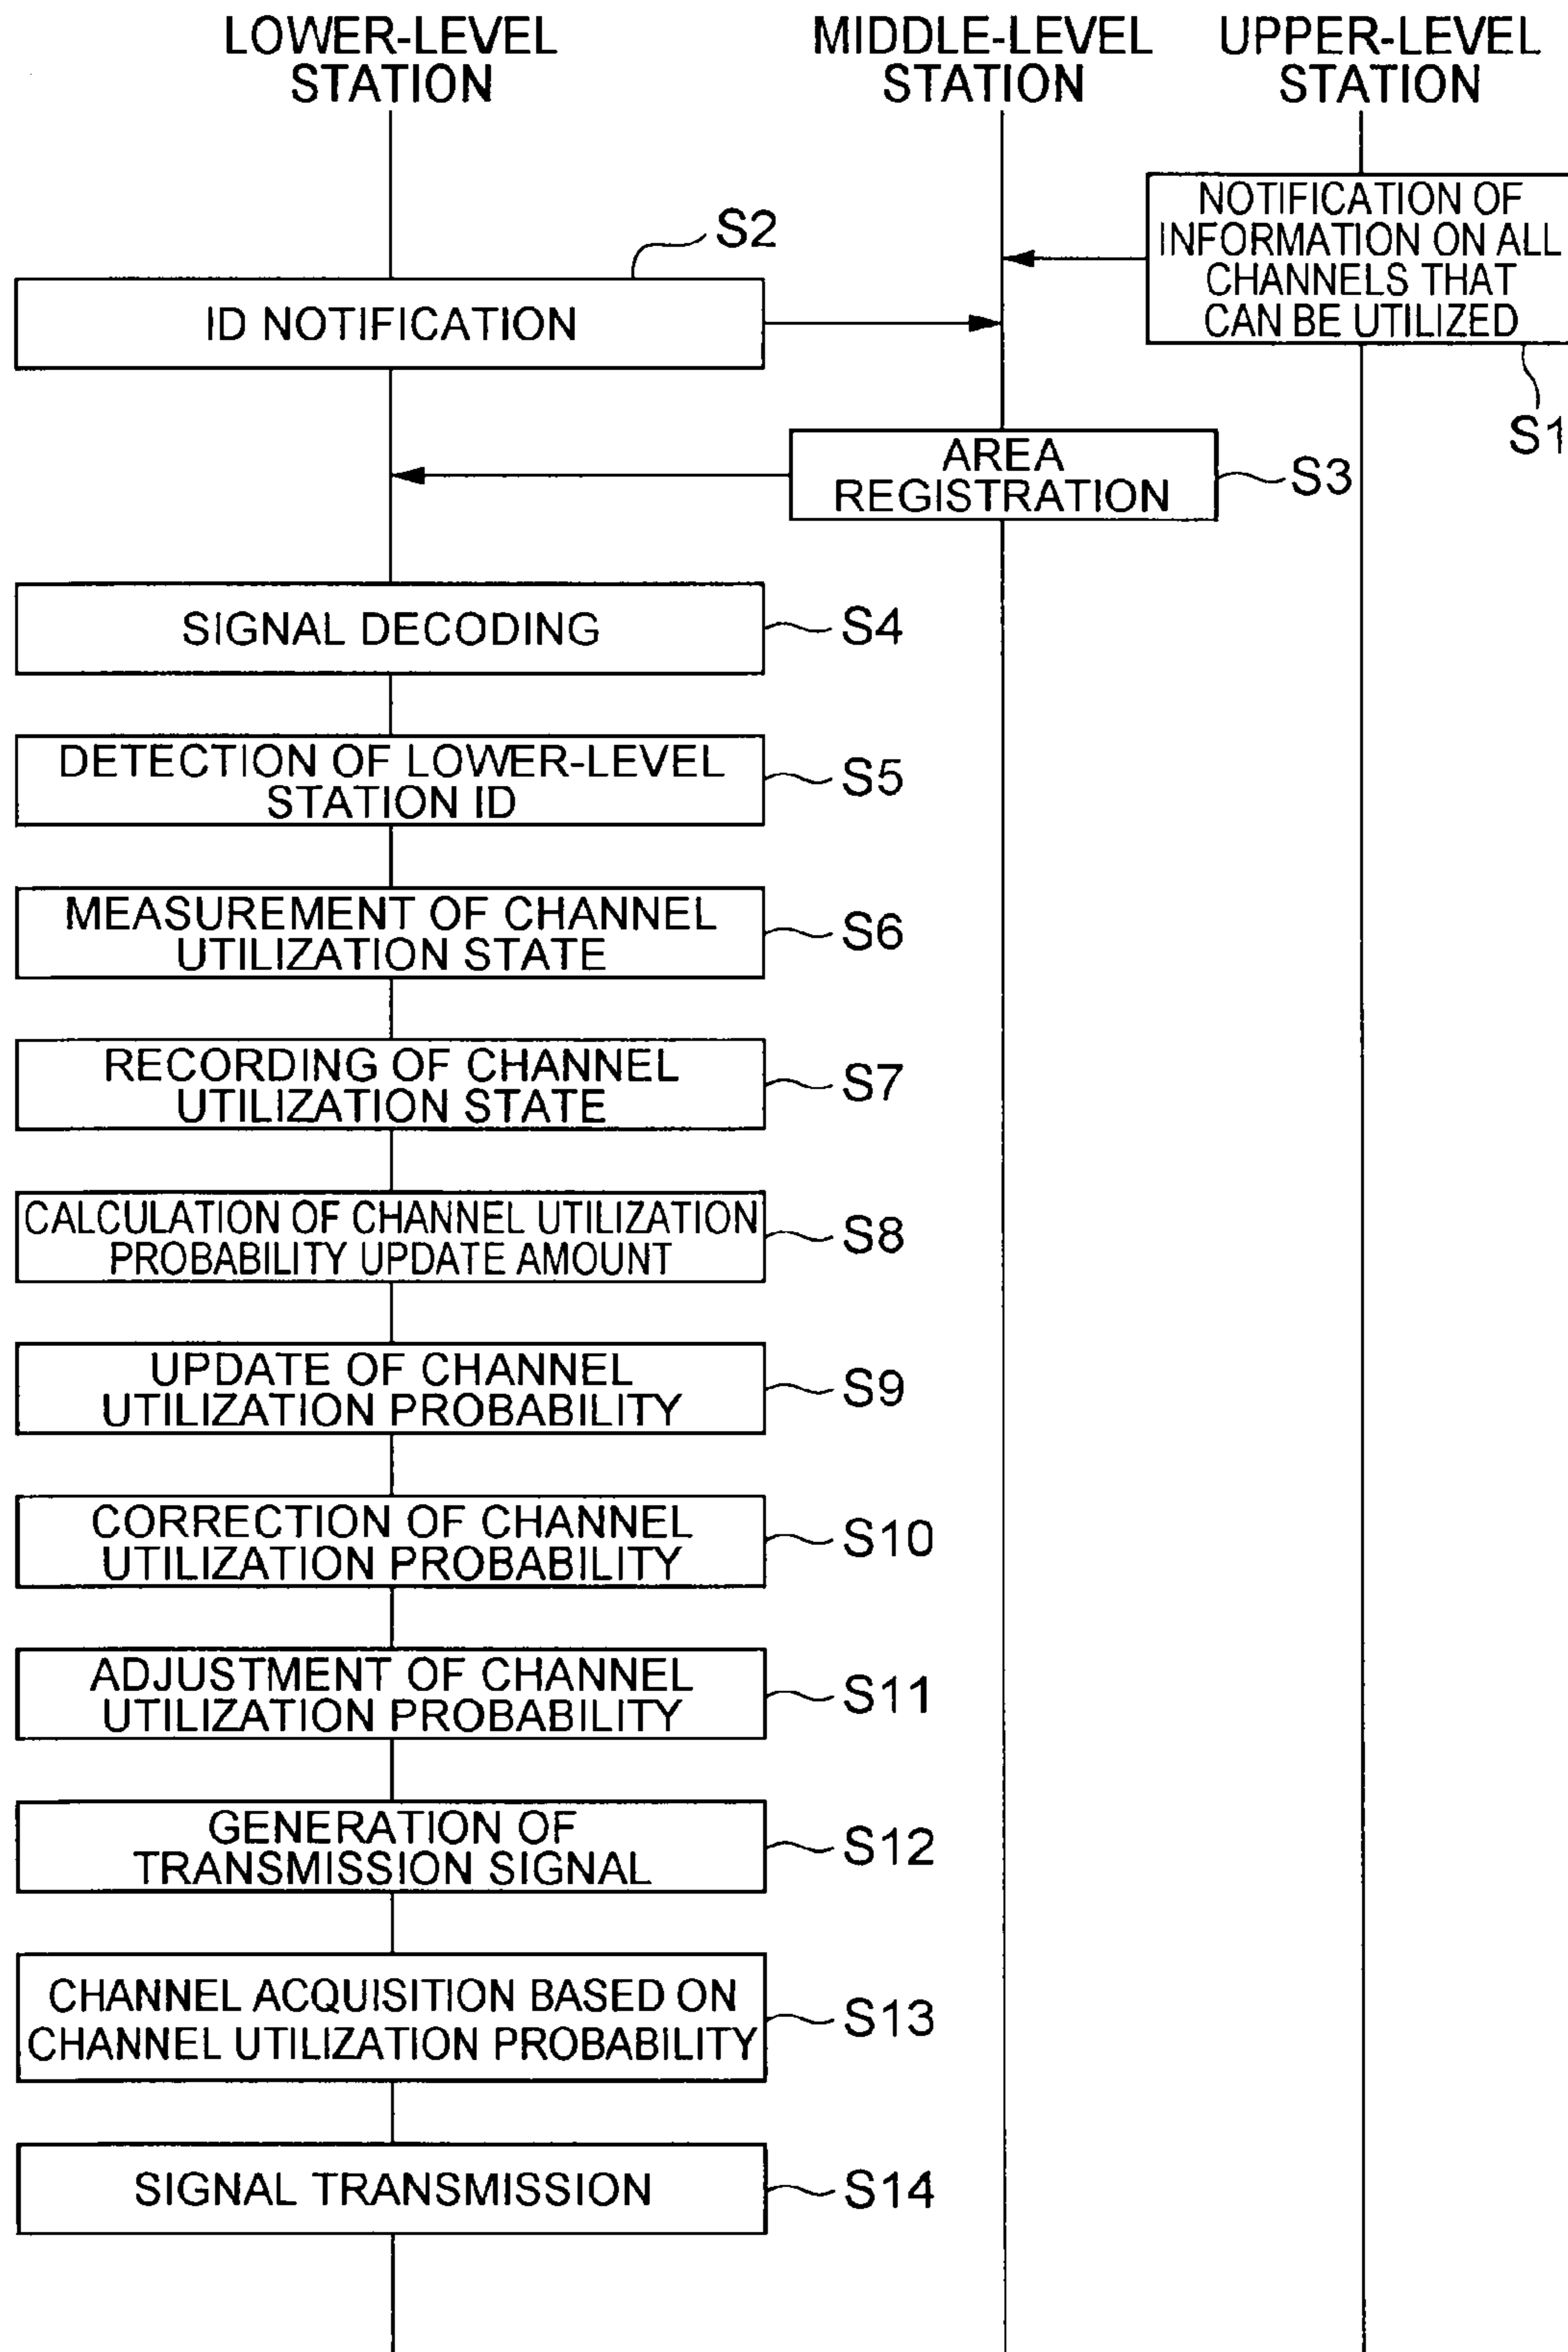 LOWER-LEVEL
STATION
MIDDLE-LEVEL
STATION
UPPER-LEVEL
STATION
NOTIFICATION OF
INFORMATION ON ALL
CHANNELS THAT
CAN BE UTILIZED
S1
S2
ID NOTIFICATION
AREA
REGISTRATION
S3
SIGNAL DECODING
S4
DETECTION OF LOWER-LEVEL
STATION ID
S5
MEASUREMENT OF CHANNEL
UTILIZATION STATE
S6
RECORDING OF CHANNEL
UTILIZATION STATE
S7
CALCULATION OF CHANNEL UTILIZATION
PROBABILITY UPDATE AMOUNT
S8
UPDATE OF CHANNEL
UTILIZATION PROBABILITY
S9
CORRECTION OF CHANNEL
UTILIZATION PROBABILITY
S10
ADJUSTMENT OF CHANNEL
UTILIZATION PROBABILITY
S11
GENERATION OF
TRANSMISSION SIGNAL
S12
CHANNEL ACQUISITION BASED ON
CHANNEL UTILIZATION PROBABILITY
S13
SIGNAL TRANSMISSION
S14